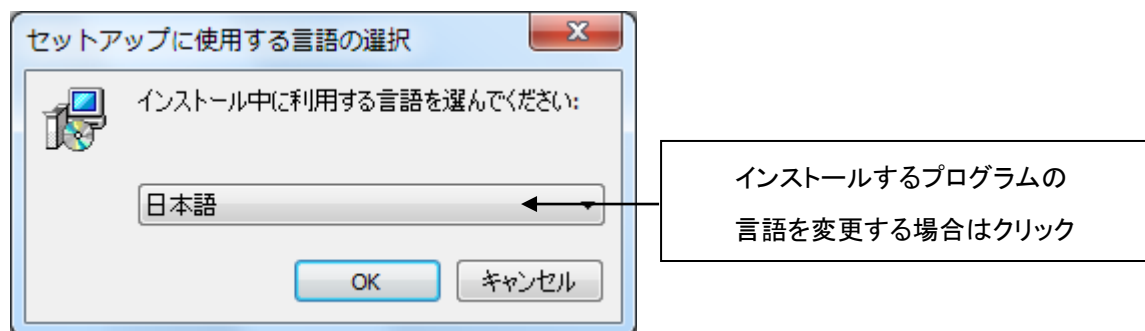 セットアップに使用する言語の選択
インストール中に利用する言語を選んでください:
日本語
インストールするプログラムの
言語を変更する場合はクリック
OK
キャンセル